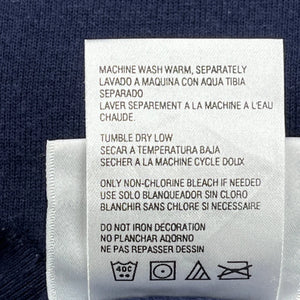 MACHINE WASH WARM, SEPARATELY
LAVADO A MAQUINA CON AQUA TIBIA
SEPARADO
LAVER SEPAREMENT A LA MACHINE A L'EAU
CHAUDE.
TUMBLE DRY LOW
SECAR A TEMPERATURA BAJA
SECHER A LA MACHINE CYCLE DOUX
ONLY NON-CHLORINE BLEACH IF NEEDED
USE SOLO BLANQUEADOR SIN CLORO
BLANCHIR SANS CHLORE SI NECESSAIRE
DO NOT IRON DECORATION
NO PLANCHAR ADORNO
NE PAS REPASSER DESSIN
40C